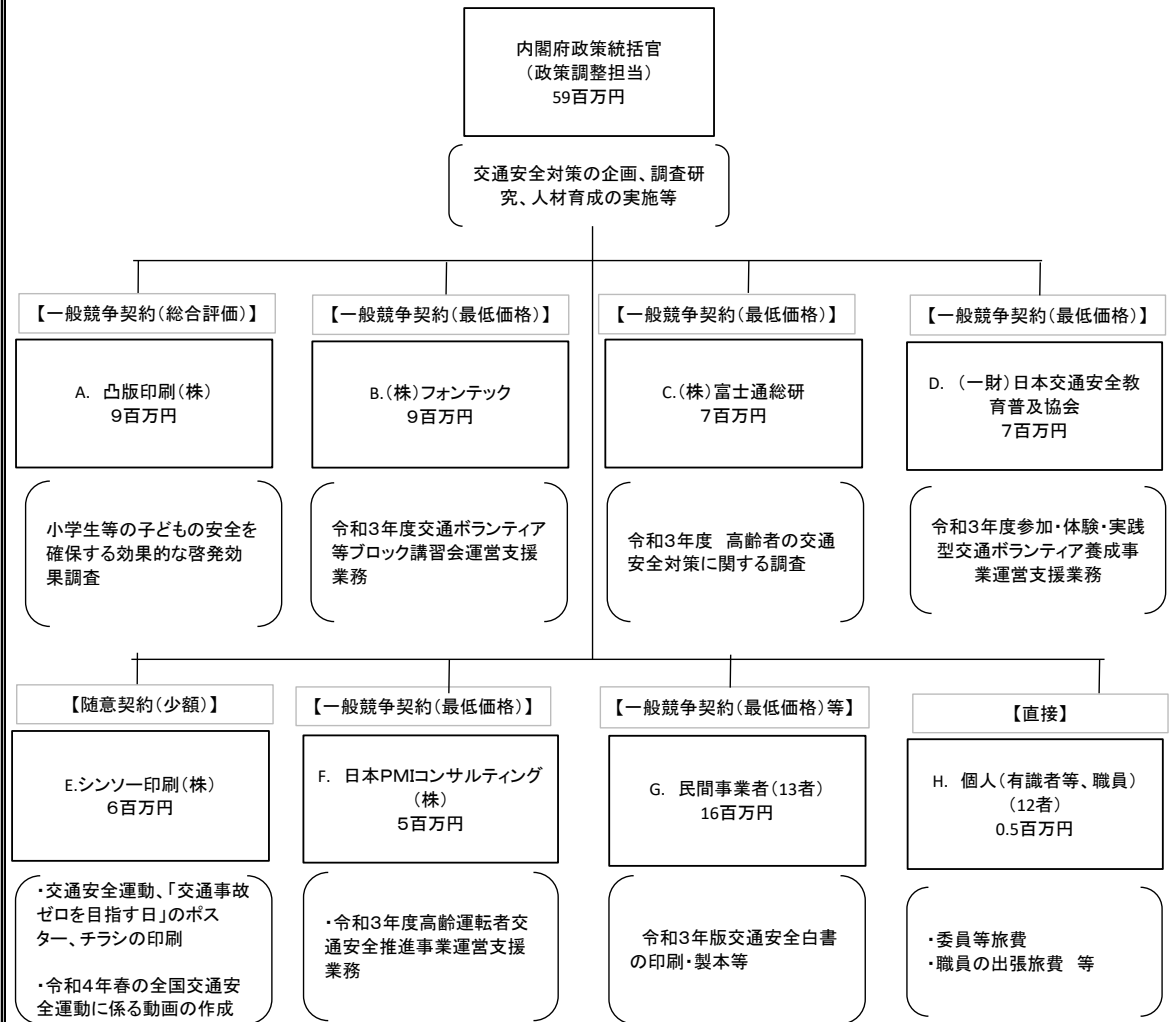 内閣府政策統括官
(政策調整担当)
59百万円
交通安全対策の企画、調査研
究、人材育成の実施等
【一般競争契約(総合評価)】
A. 凸版印刷(株)
9百万円
小学生等の子どもの安全を
確保する効果的な啓発効
果調査
【一般競争契約(最低価格)】
B.(株)フォンテック
9百万円
令和3年度交通ボランティア
等ブロック講習会運営支援
業務
【一般競争契約(最低価格)】
C.(株)富士通総研
7百万円
令和3年度 高齢者の交通
安全対策に関する調査
【一般競争契約(最低価格)】
D. (一財)日本交通安全教
育普及協会
7百万円
令和3年度参加・体験・実践
型交通ボランティア養成事
業運営支援業務
【随意契約(少額)】
E.シンソー印刷(株)
6百万円
・交通安全運動、「交通事故
ゼロを目指す日」のポス
ター、チラシの印刷
・令和4年春の全国交通安
全運動に係る動画の作成
【一般競争契約(最低価格)】
F. 日本PMIコンサルティング
(株)
5百万円
・令和3年度高齢運転者交
通安全推進事業運営支援
業務
【一般競争契約(最低価格)等】
G. 民間事業者(13者)
16百万円
令和3年版交通安全白書
の印刷・製本等
【直接】
H. 個人(有識者等、職員)
(12者)
0.5百万円
・委員等旅費
・職員の出張旅費 等